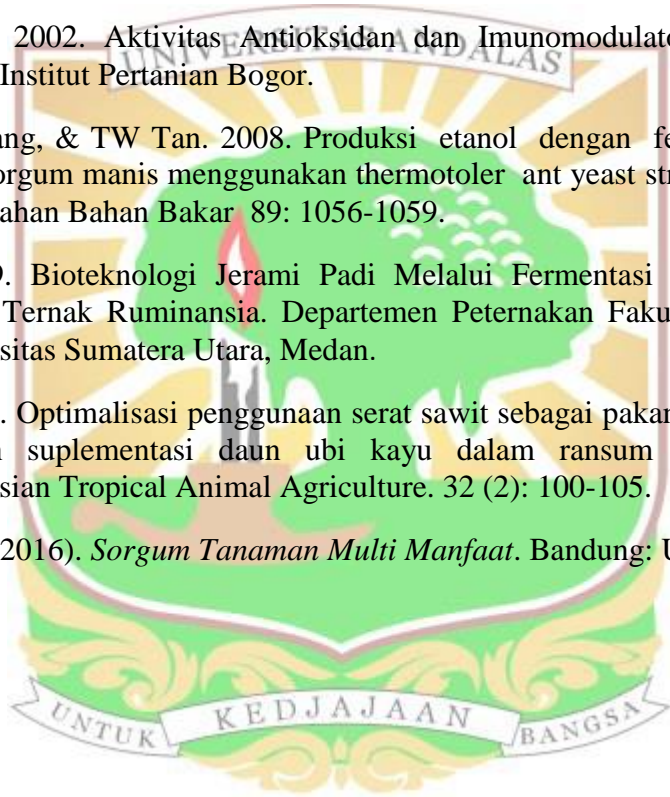 2002. Aktivitas Antioksidan dan Imunomodulato
UNIVERSITAS ANDALAS
Institut Pertanian Bogor.
ang, & TW Tan. 2008. Produksi etanol dengan fe
orgum manis menggunakan thermotoler ant yeast str
ahan Bahan Bakar 89: 1056-1059.
9. Bioteknologi Jerami Padi Melalui Fermentasi
Ternak Ruminansia. Departemen Peternakan Faku
sitas Sumatera Utara, Medan.
. Optimalisasi penggunaan serat sawit sebagai pakan
suplementasi daun ubi kayu dalam ransum
sian Tropical Animal Agriculture. 32 (2): 100-105.
2016). Sorgum Tanaman Multi Manfaat. Bandung: U
UNTUK KEDJAJAAN BANGSA